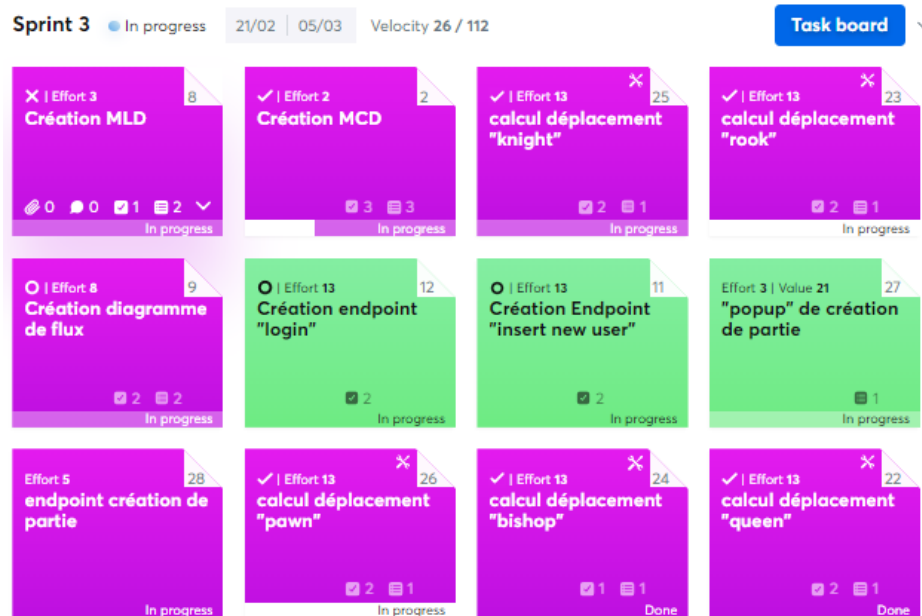 Sprint 3 In progress 21/02 05/03 Velocity 26 / 112 Task board
| Effort 3 8
Création MLD
0 0 1 2
In progress
| Effort 2 2
Création MCD
3 3
In progress
| Effort 13 25
calcul déplacement
"knight"
2 1
In progress
| Effort 13 23
calcul déplacement
"rook"
2 1
In progress
| Effort 8 9
Création diagramme
de flux
2 2
In progress
| Effort 13 12
Création endpoint
"login"
2
In progress
| Effort 13 11
Création Endpoint
"insert new user"
2
In progress
Effort 3 | Value 21 27
"popup" de création
de partie
1
In progress
Effort 5 28
endpoint création de
partie
In progress
| Effort 13 26
calcul déplacement
"pawn"
2 1
In progress
| Effort 13 24
calcul déplacement
"bishop"
1 1
Done
| Effort 13 22
calcul déplacement
"queen"
2 1
Done